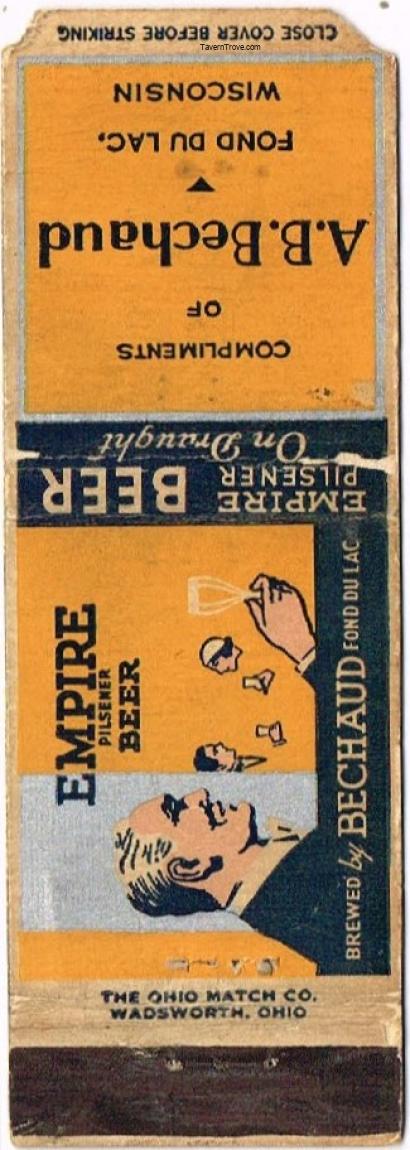 CLOSE COVER BEFORE STRIKING
TavernTrove.com
COMPLIMENTS
OF
A.B. Bechaud
FOND DU LAC,
WISCONSIN
EMPIRE
PILSENER
BEER
On Draught
EMPIRE
PILSENER
BEER
BREWED by BECHAUD FOND DU LAC
THE OHIO MATCH CO.
WADSWORTH, OHIO